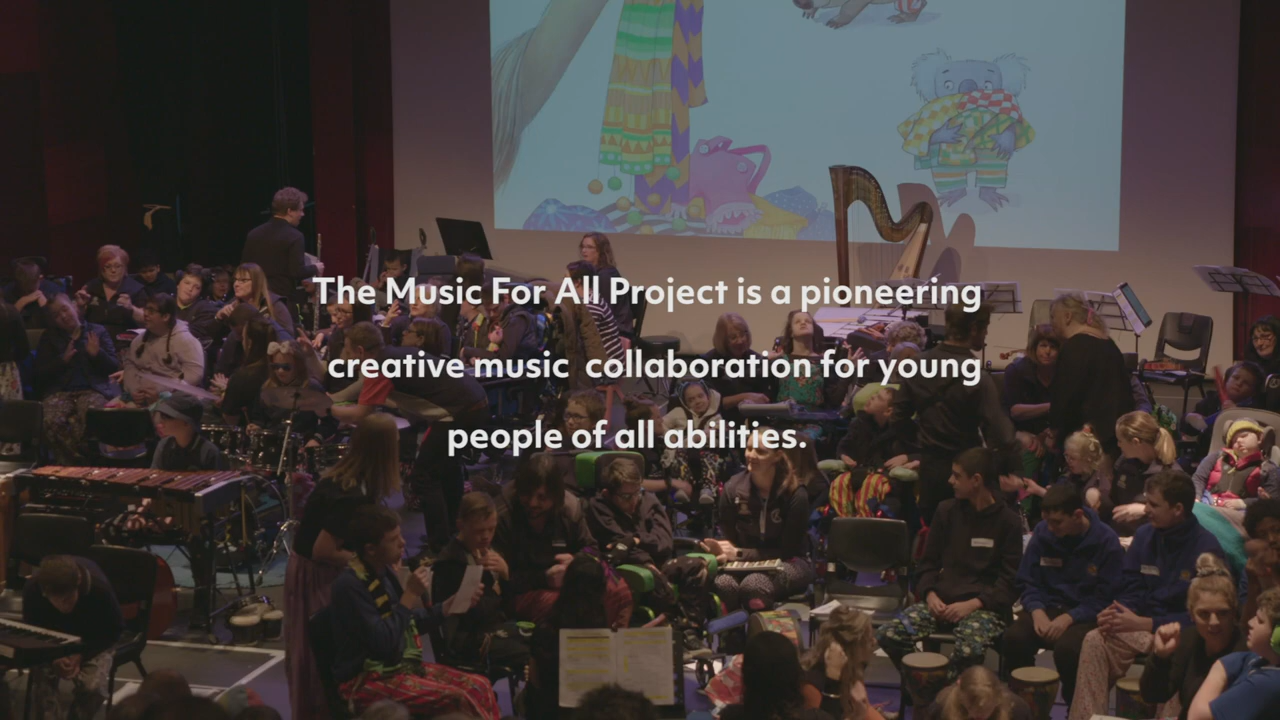 The Music For All Project is a pioneering
creative music collaboration for young
people of all abilities.